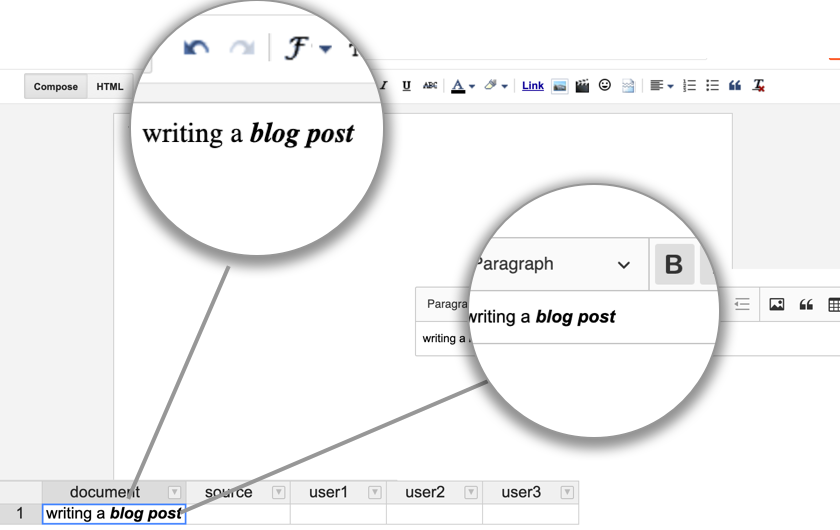 Compose HTML I U ABC A Link
writing a blog post
Paragraph B
writing a blog post
Paragra
writing a
document source user1 user2 user3
1 writing a blog post